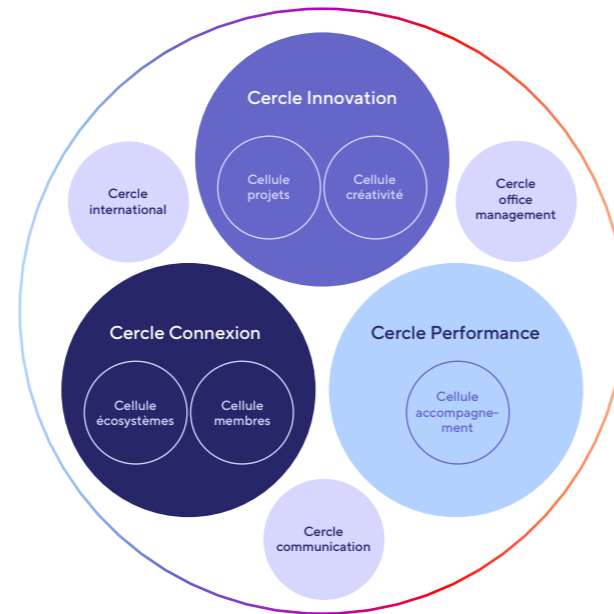 Cercle Innovation
Cellule
projets
Cellule
créativité
Cercle
international
Cercle
office
management
Cercle Connexion
Cellule
écosystèmes
Cellule
membres
Cercle Performance
Cellule
accompagne-
ment
Cercle
communication